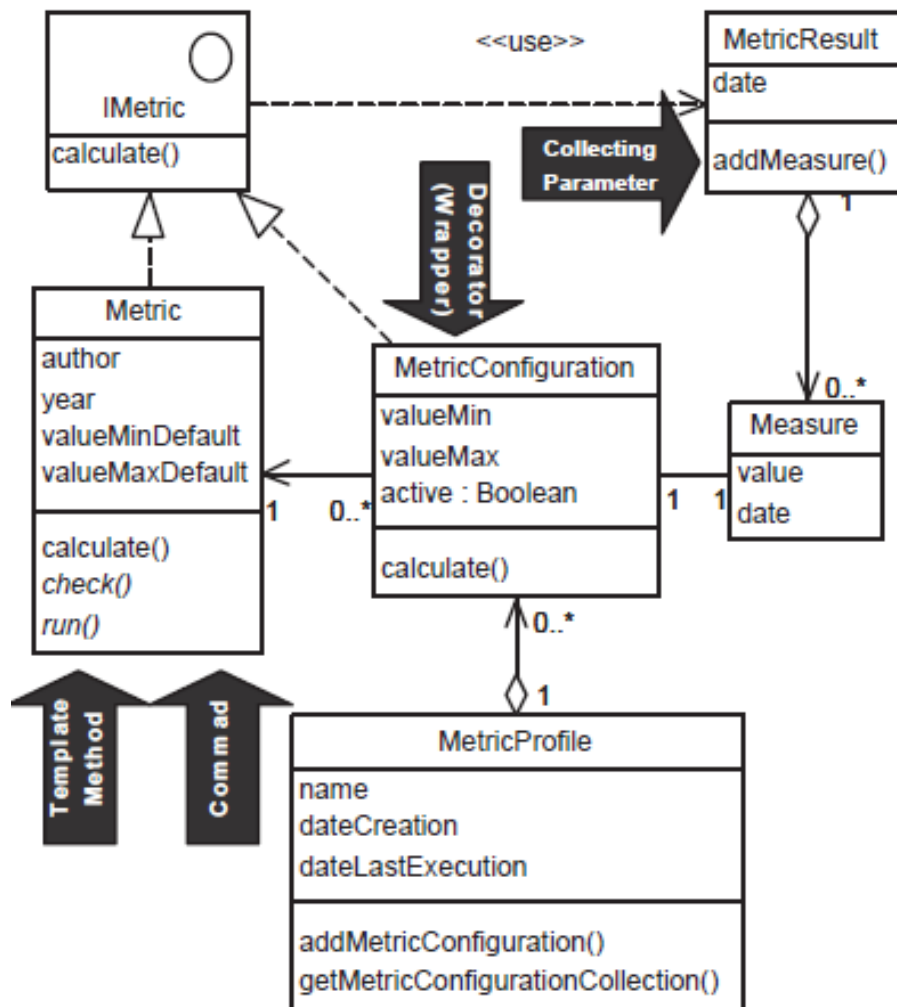 <<use>>
IMetric
calculate()
MetricResult
date
addMeasure()
Collecting
Parameter
Decorator
(Wrapper)
1
0..*
Metric
author
year
valueMinDefault
valueMaxDefault
calculate()
check()
run()
1
0..*
MetricConfiguration
valueMin
valueMax
active : Boolean
calculate()
1
1
Measure
value
date
0..*
1
Template
Method
Commad
MetricProfile
name
dateCreation
dateLastExecution
addMetricConfiguration()
getMetricConfigurationCollection()